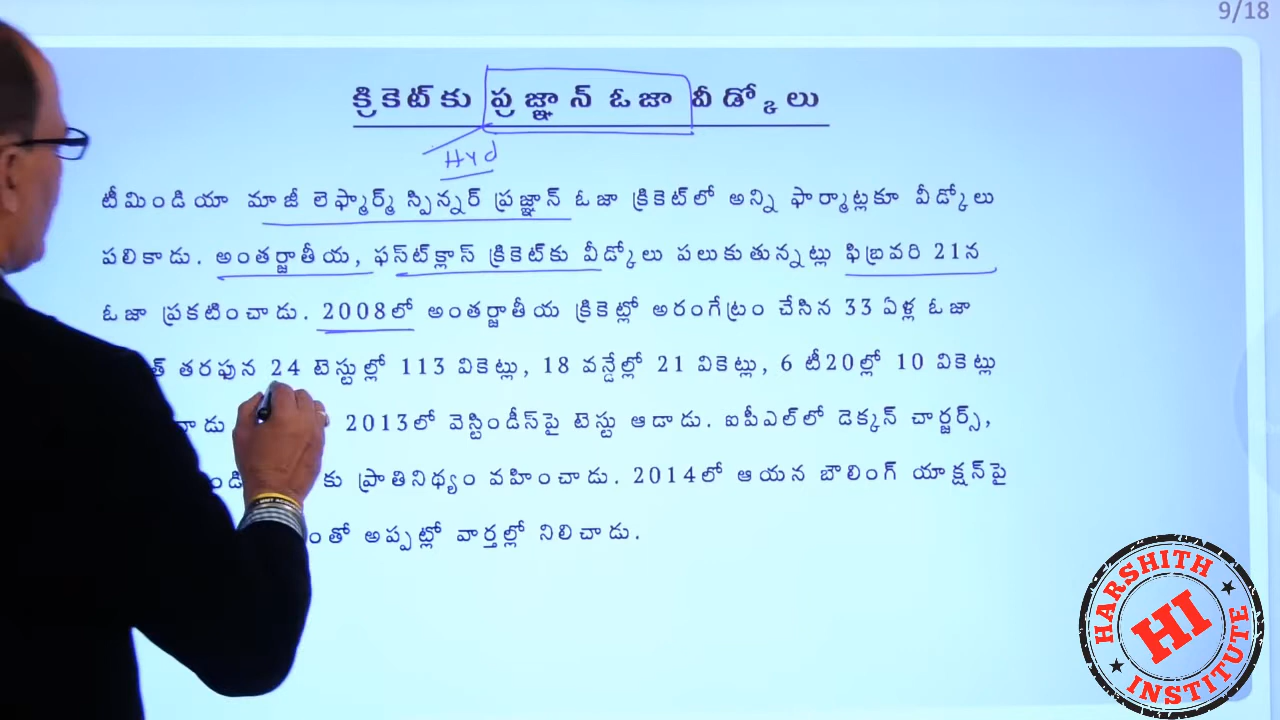 9/18
క్రికెట్‌కు ప్రజ్ఞాన్ ఓజా వీడ్కోలు
Hyd
టీమిండియా మాజీ లెఫ్మార్మ్ స్పిన్నర్ ప్రజ్ఞాన్ ఓజా క్రికెట్‌లో అన్ని ఫార్మాట్లకూ వీడ్కోలు
పలికాడు. అంతర్జాతీయ, ఫస్ట్‌క్లాస్ క్రికెట్‌కు వీడ్కోలు పలుకుతున్నట్లు ఫిబ్రవరి 21న
ఓజా ప్రకటించాడు. 2008లో అంతర్జాతీయ క్రికెట్లో అరంగేట్రం చేసిన 33 ఏళ్ల ఓజా
తరఫున 24 టెస్టుల్లో 113 వికెట్లు, 18 వన్డేల్లో 21 వికెట్లు, 6 టీ20ల్లో 10 వికెట్లు
2013లో వెస్టిండీస్‌పై టెస్టు ఆడాడు. ఐపీఎల్‌లో డెక్కన్ చార్జర్స్,
కు ప్రాతినిధ్యం వహించాడు. 2014లో ఆయన బౌలింగ్ యాక్షన్‌పై
తో అప్పట్లో వార్తల్లో నిలిచాడు.
HARSHITH
HI
INSTITUTE